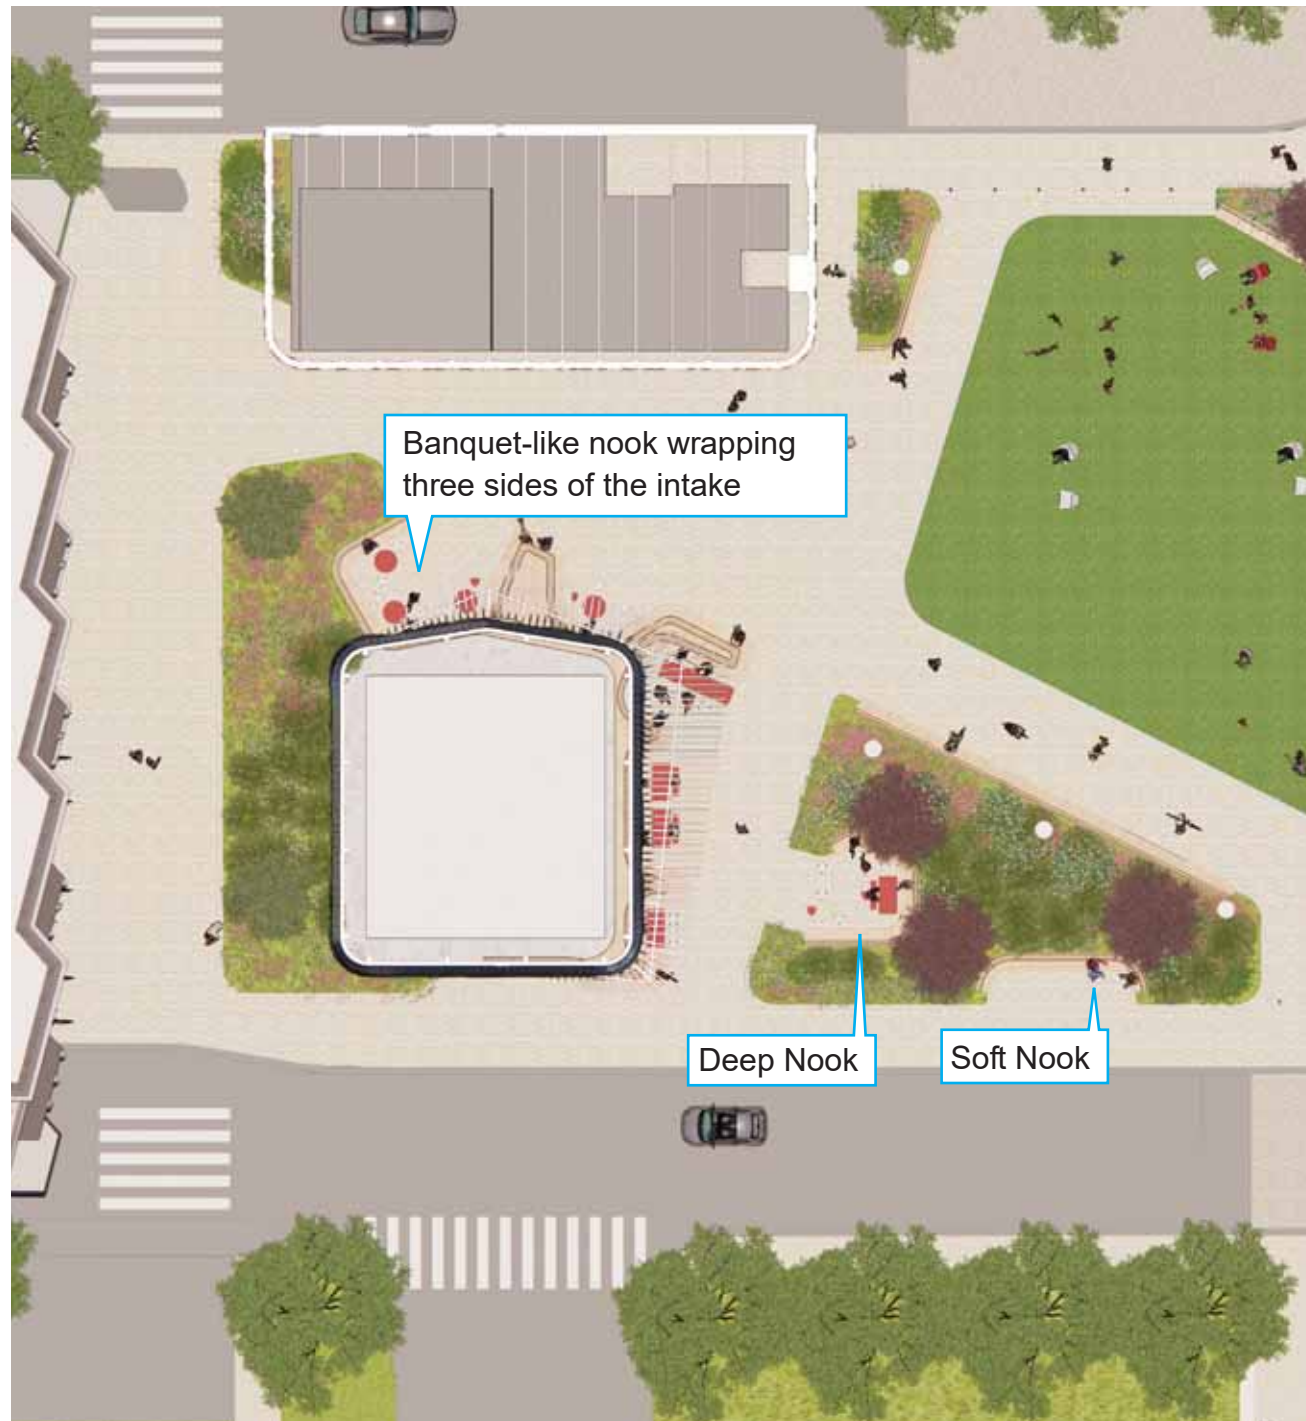 Banquet-like nook wrapping
three sides of the intake
Deep Nook
Soft Nook